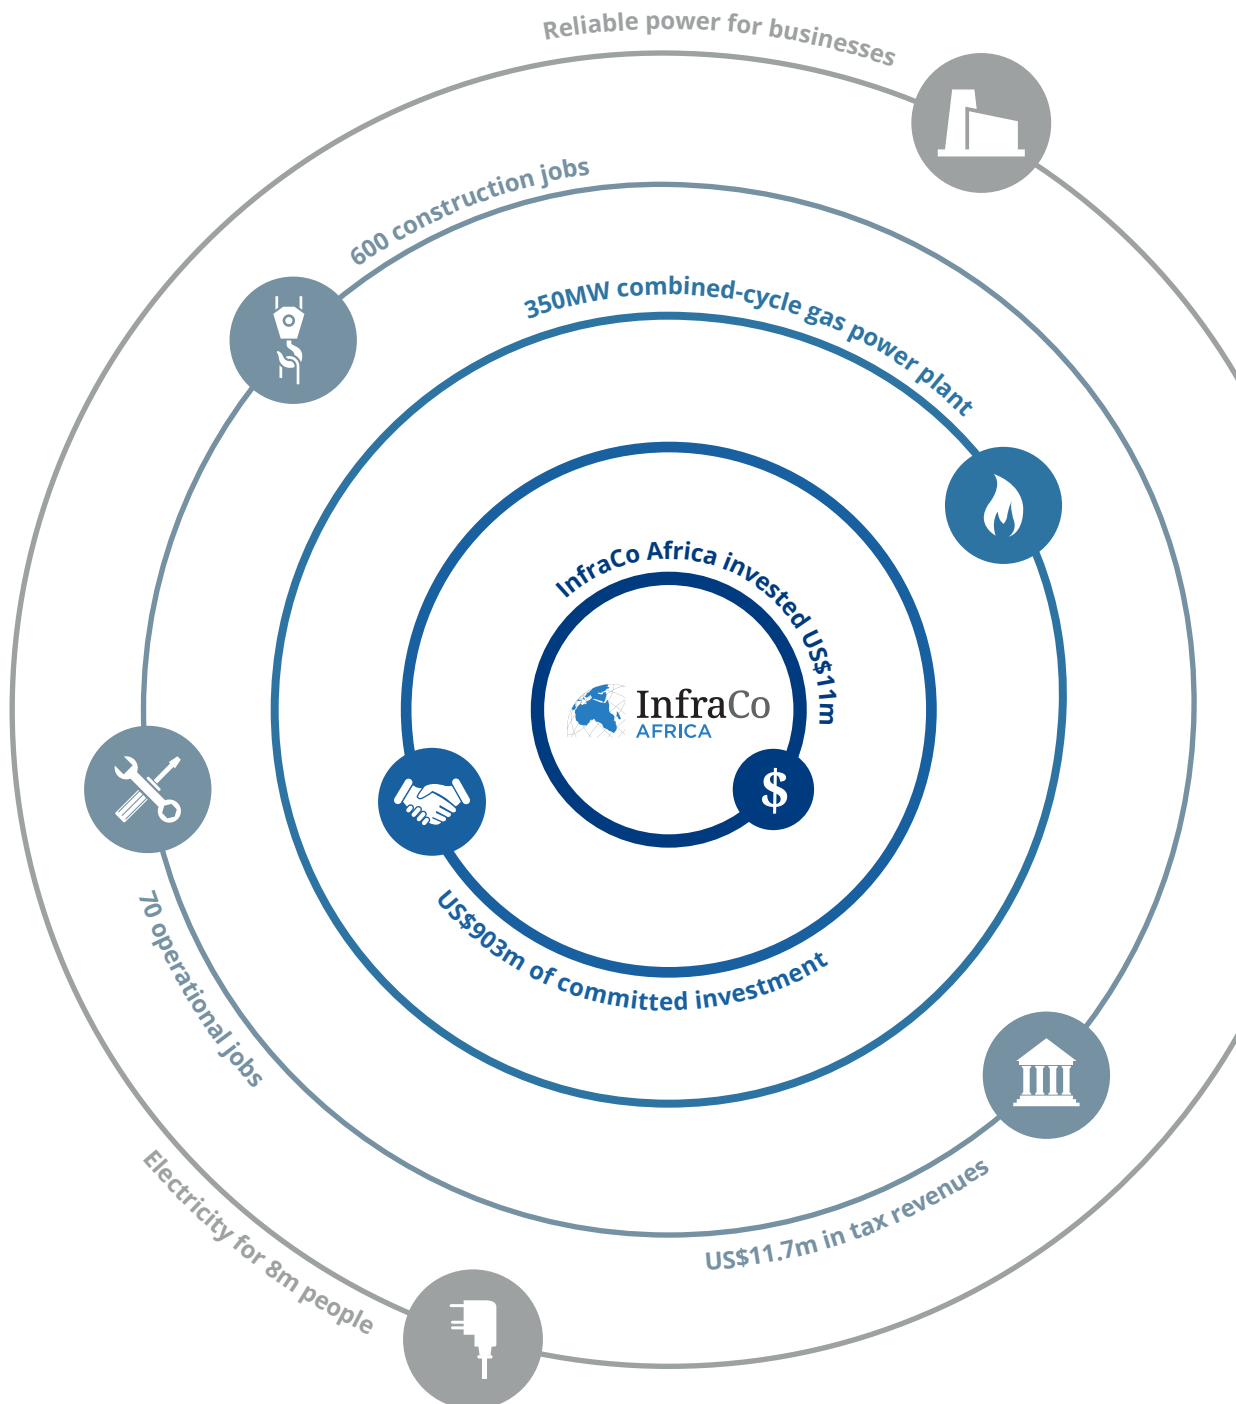 Reliable power for businesses
600 construction jobs
350MW combined-cycle gas power plant
InfraCo Africa invested US$11m
InfraCo
AFRICA
$
US$903m of committed investment
70 operational jobs
US$11.7m in tax revenues
Electricity for 8m people